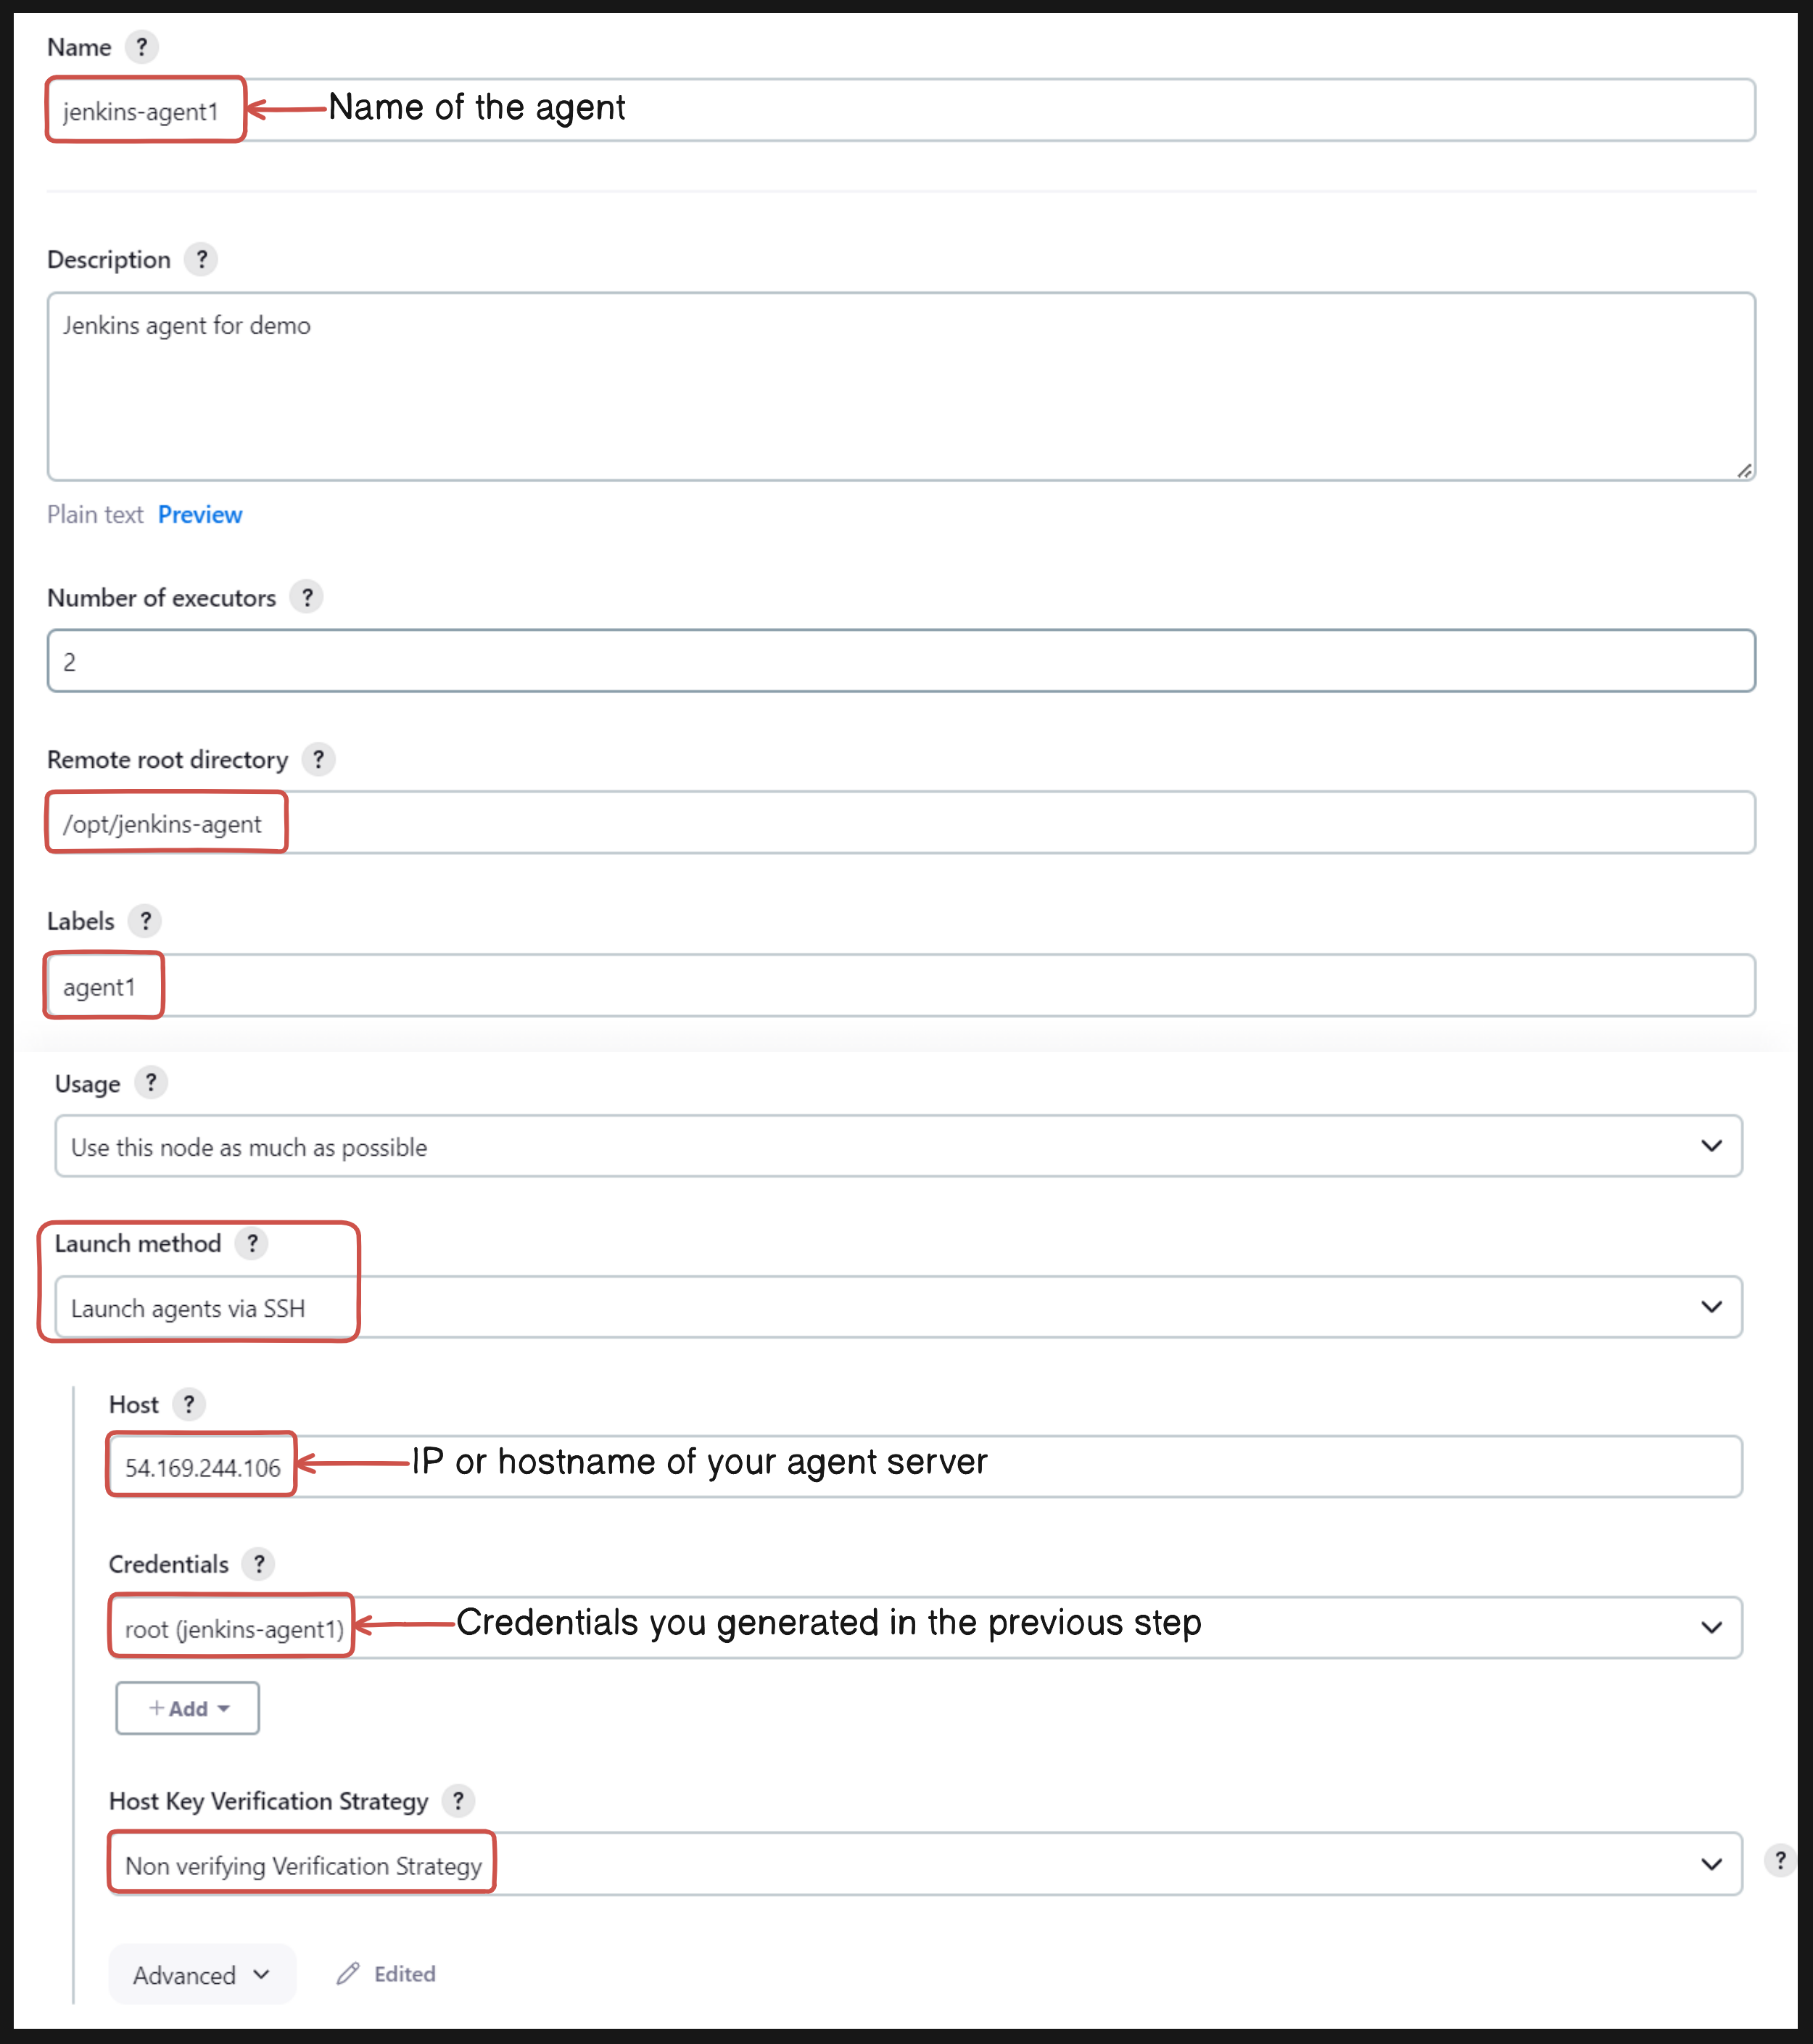 Name ?
jenkins-agent1 Name of the agent
Description ?
Jenkins agent for demo
Plain text Preview
Number of executors ?
2
Remote root directory ?
/opt/jenkins-agent
Labels ?
agent1
Usage ?
Use this node as much as possible
Launch method ?
Launch agents via SSH
Host ?
54.169.244.106 IP or hostname of your agent server
Credentials ?
root (jenkins-agent1) Credentials you generated in the previous step
+ Add
Host Key Verification Strategy ?
Non verifying Verification Strategy ?
Advanced Edited